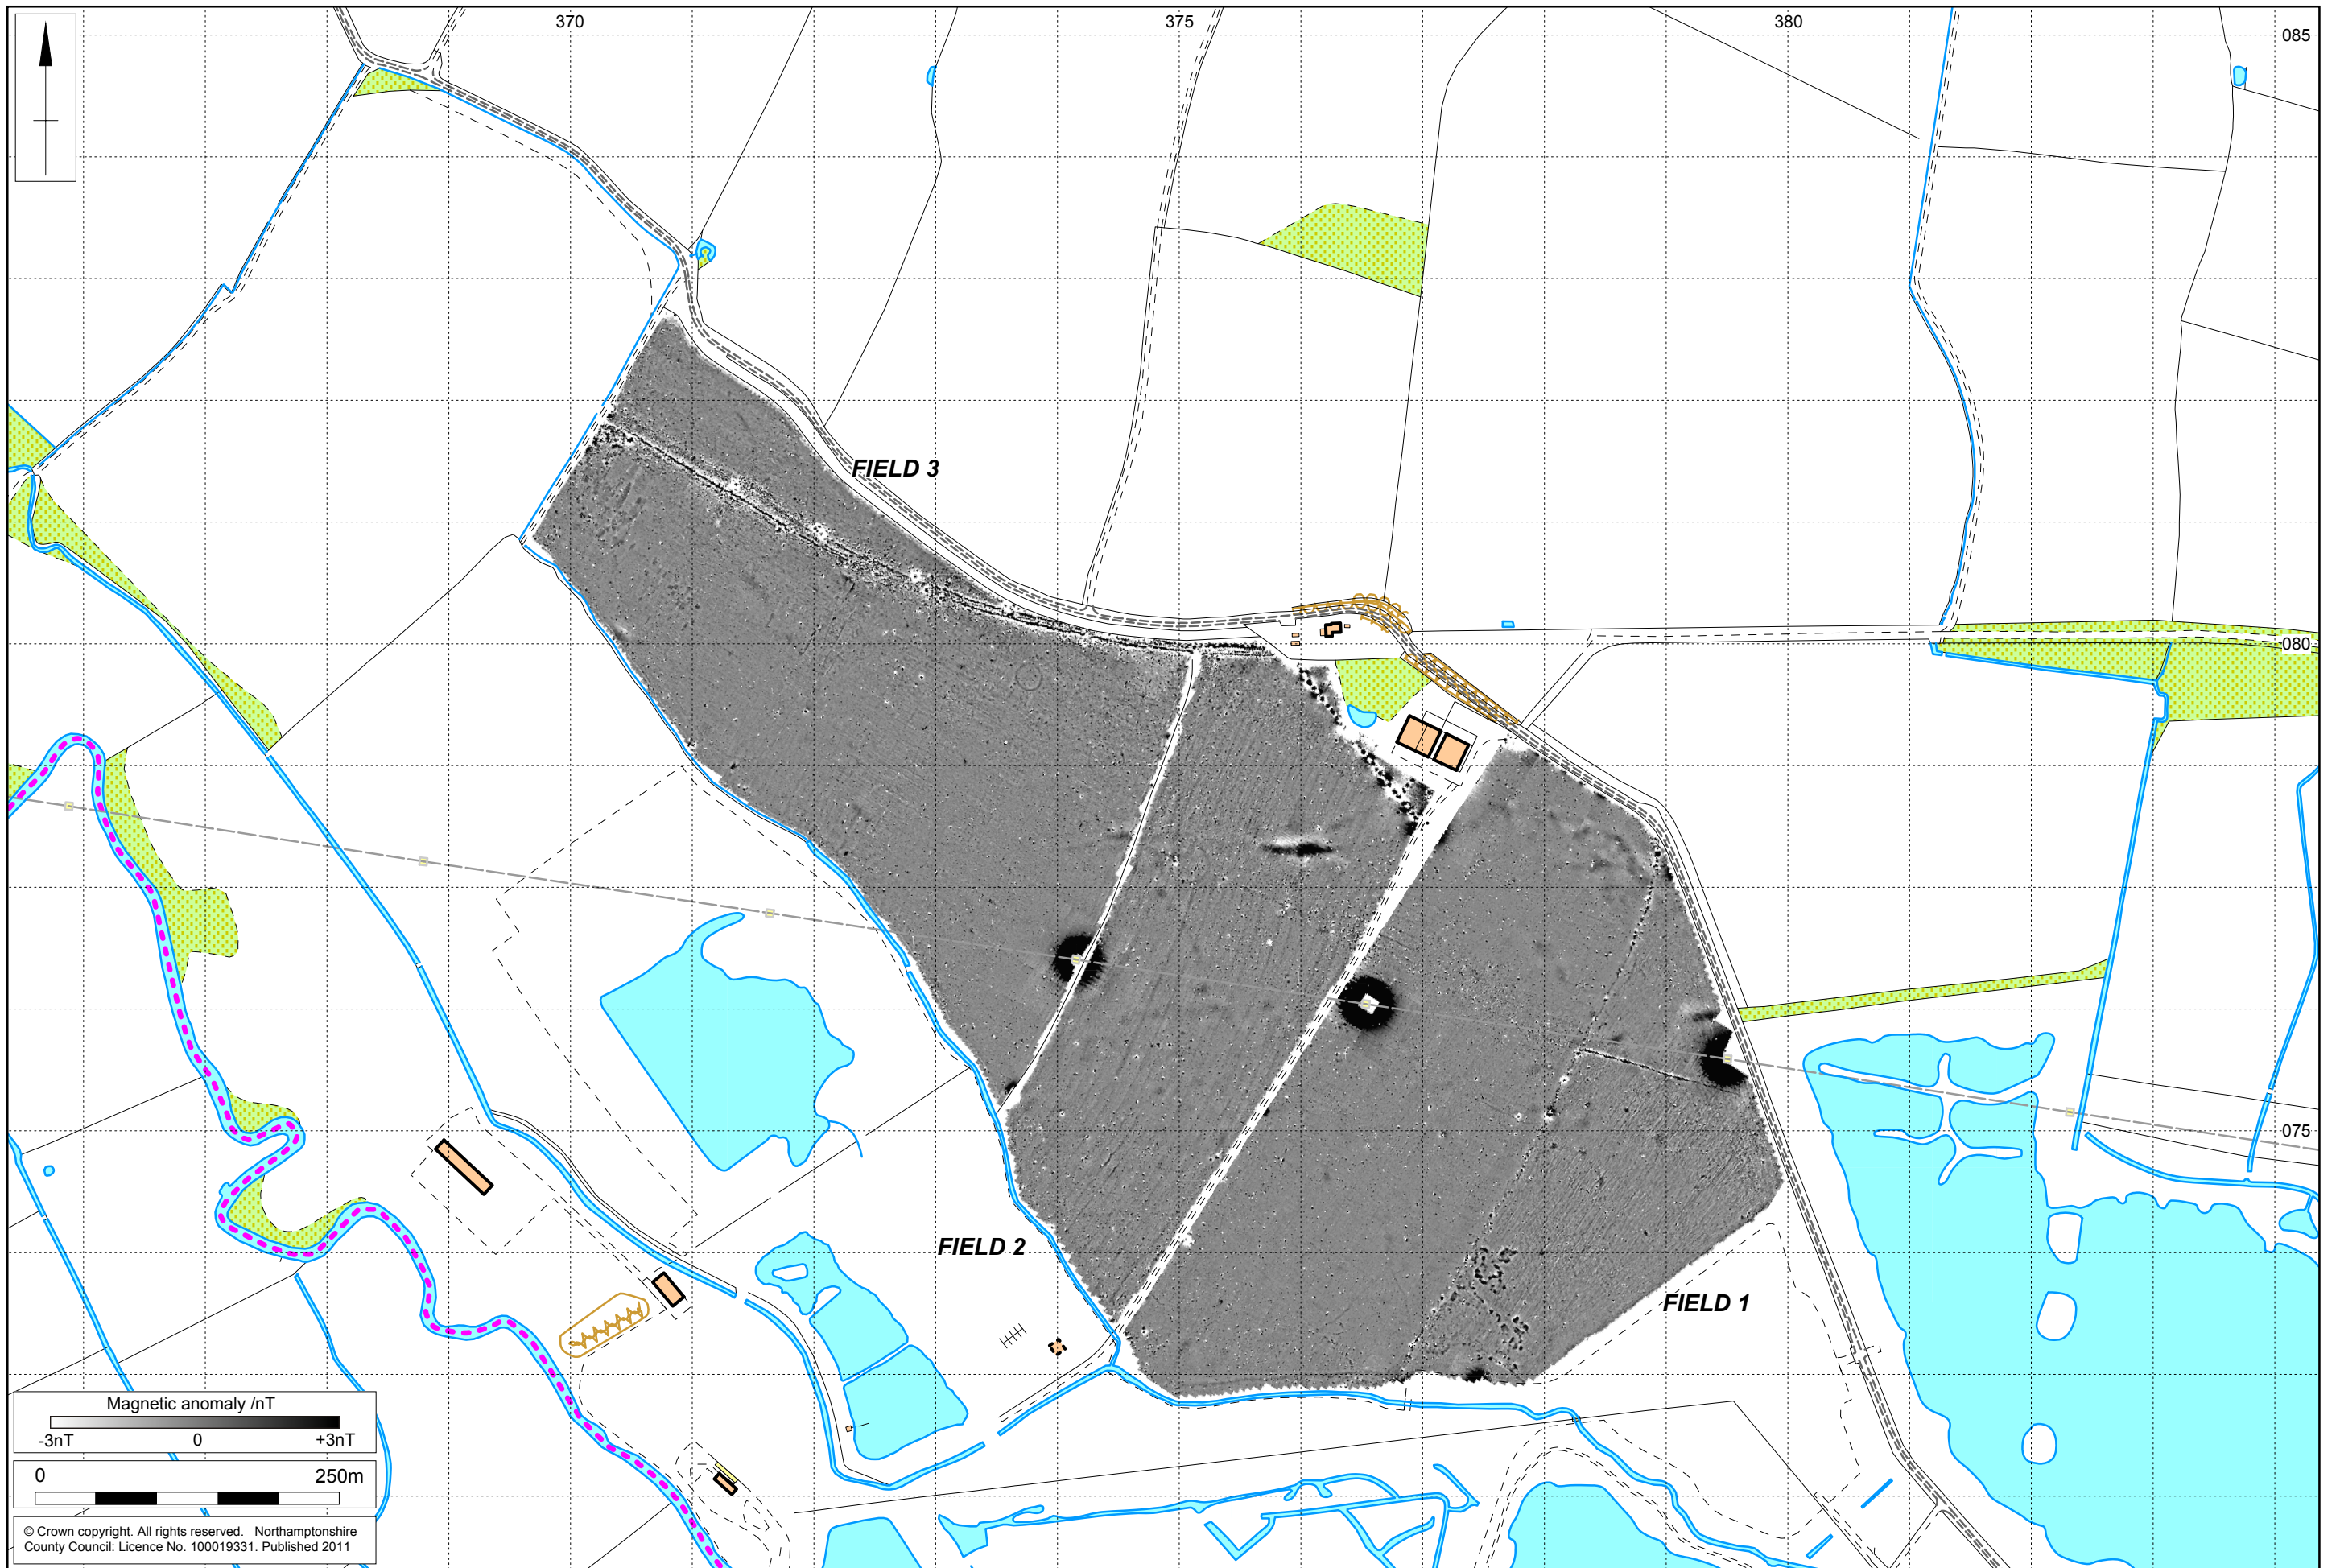 370
375
380
085
FIELD 3
080
075
FIELD 2
FIELD 1
Magnetic anomaly /nT
-3nT 0 +3nT
0 250m
© Crown copyright. All rights reserved. Northamptonshire
County Council: Licence No. 100019331. Published 2011